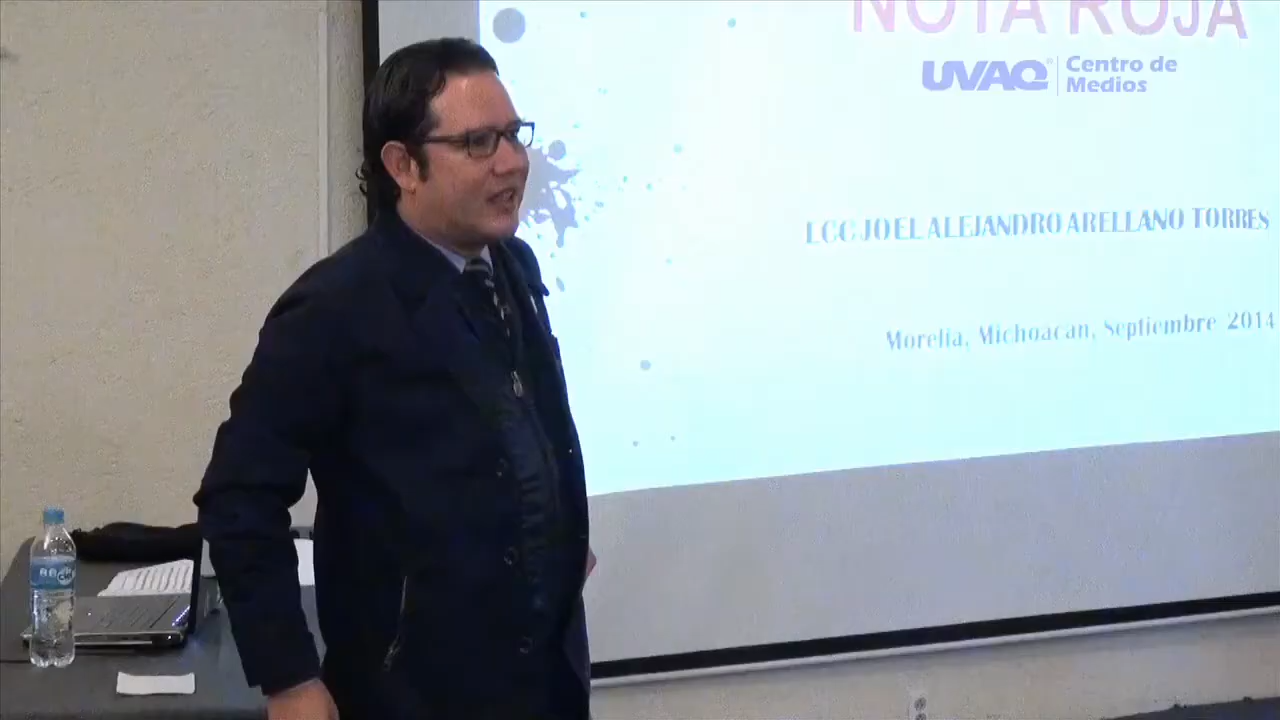 NOTA ROJA
UVAQ
Centro de
Medios
LCC JOEL ALEJANDRO ARELLANO TORRES
Morelia, Michoacan, Septiembre 2014